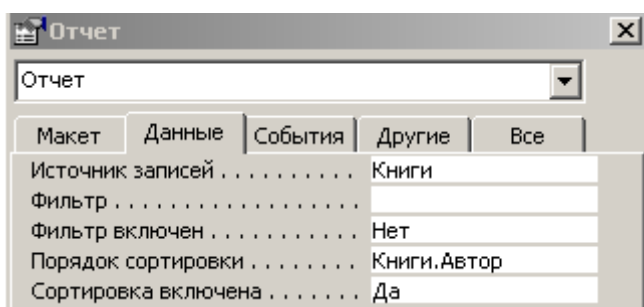 Отчет
Отчет
Макет Данные События Другие Все
Источник записей . . . . . . . . . . Книги
Фильтр . . . . . . . . . . . . . . . . . .
Фильтр включен . . . . . . . . . . . Нет
Порядок сортировки . . . . . . . . Книги.Автор
Сортировка включена . . . . . . . Да